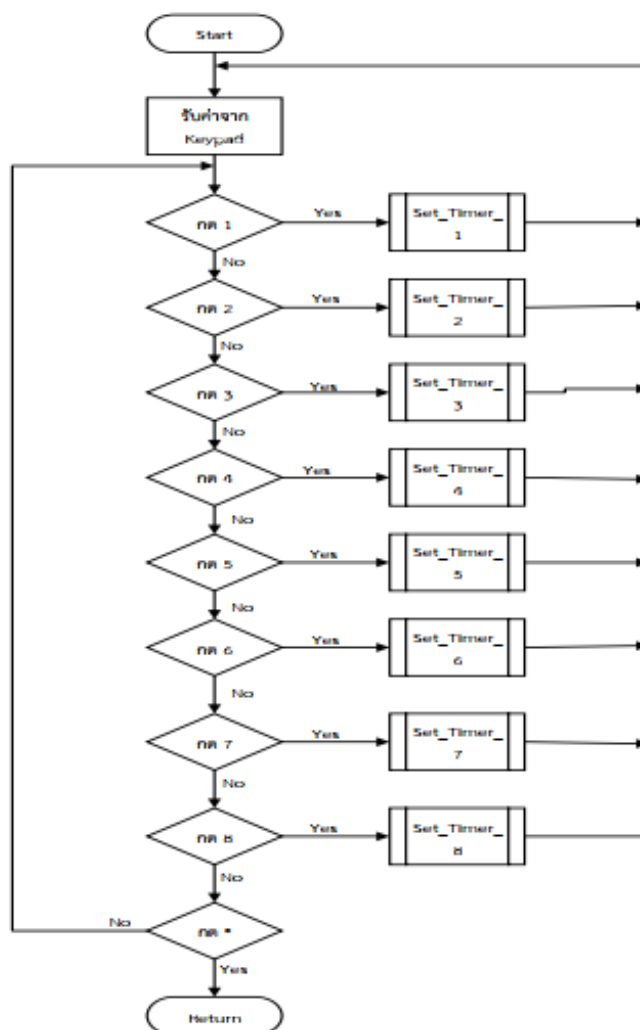 Start
รับค่าจาก
Keypad
กด 1
Yes
Set_Timer_
1
No
กด 2
Yes
Set_Timer_
2
No
กด 3
Yes
Set_Timer_
3
No
กด 4
Yes
Set_Timer_
4
No
กด 5
Yes
Set_Timer_
5
No
กด 6
Yes
Set_Timer_
6
No
กด 7
Yes
Set_Timer_
7
No
กด 8
Yes
Set_Timer_
8
No
No
กด *
Yes
Return